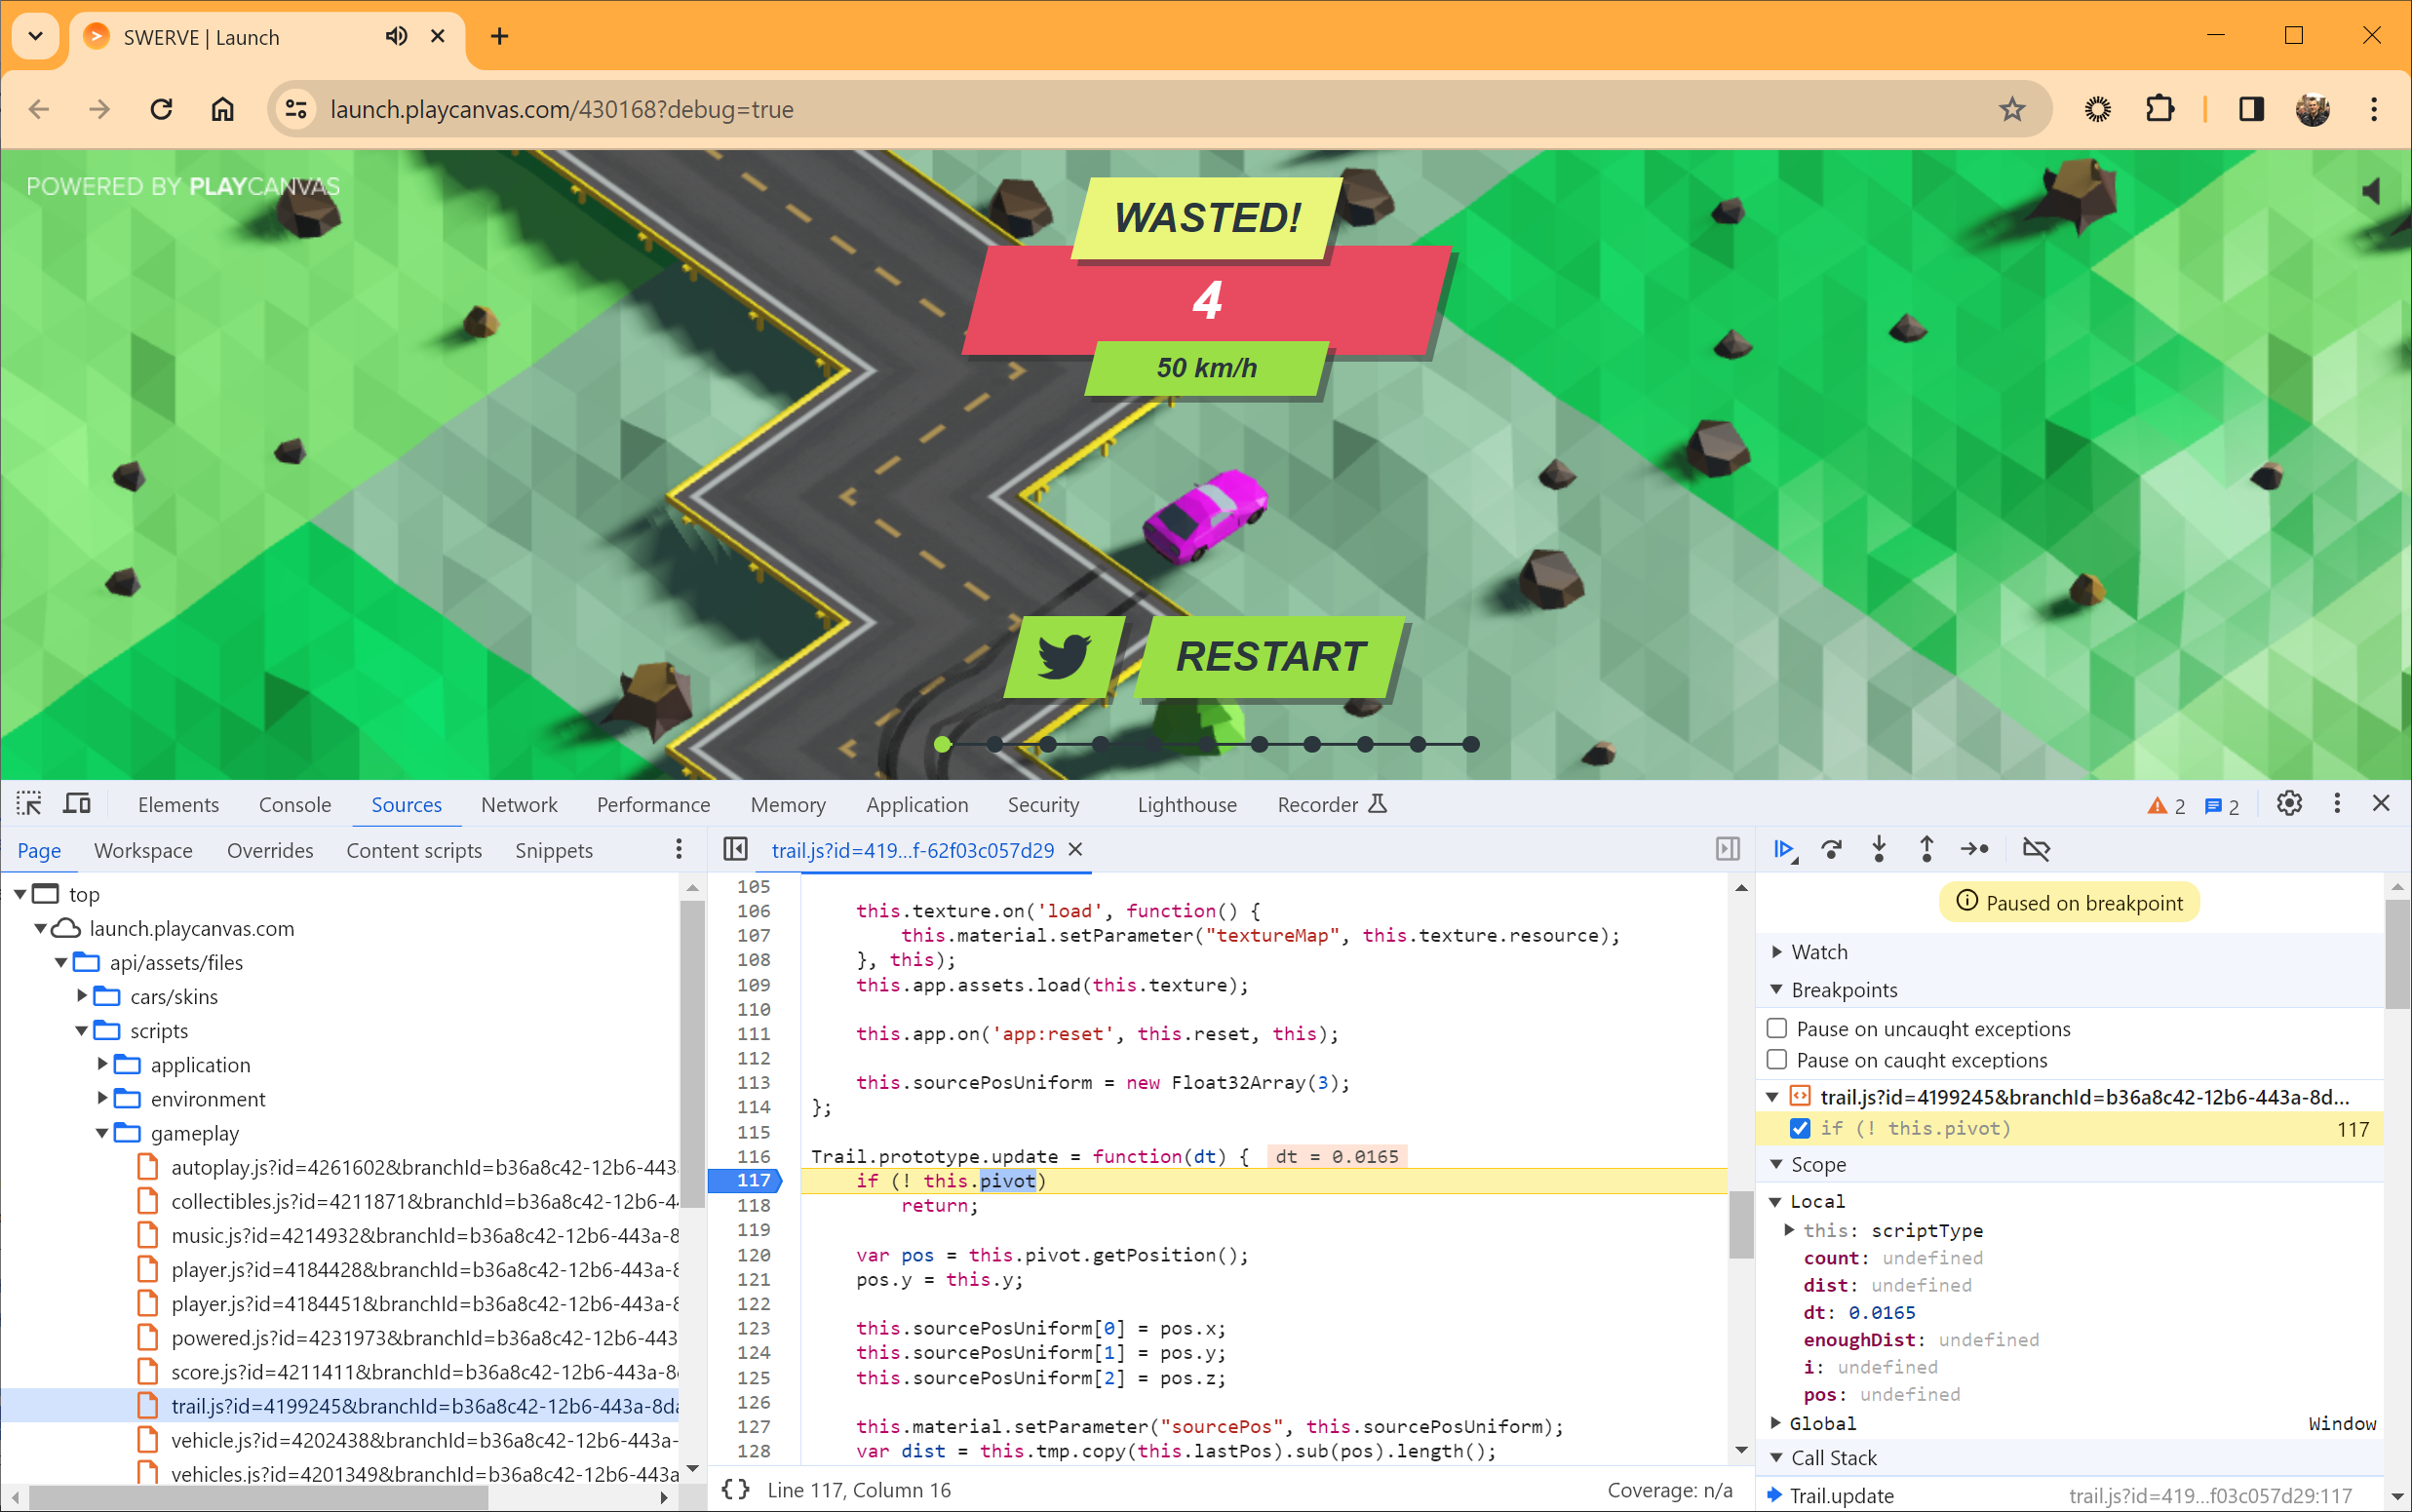 SWERVE | Launch
launch.playcanvas.com/430168?debug=true
POWERED BY PLAYCANVAS
WASTED!
4
50 km/h
RESTART
Elements Console Sources Network Performance Memory Application Security Lighthouse Recorder 2 2
Page Workspace Overrides Content scripts Snippets
top
launch.playcanvas.com
api/assets/files
cars/skins
scripts
application
environment
gameplay
autoplay.js?id=4261602&branchId=b36a8c42-12b6-443
collectibles.js?id=4211871&branchId=b36a8c42-12b6-4
music.js?id=4214932&branchId=b36a8c42-12b6-443a-8
player.js?id=4184428&branchId=b36a8c42-12b6-443a-8
player.js?id=4184451&branchId=b36a8c42-12b6-443a-8
powered.js?id=4231973&branchId=b36a8c42-12b6-443
score.js?id=4211411&branchId=b36a8c42-12b6-443a-8
trail.js?id=4199245&branchId=b36a8c42-12b6-443a-8da
vehicle.js?id=4202438&branchId=b36a8c42-12b6-443a-
vehicles.js?id=4201349&branchId=b36a8c42-12b6-443a
trail.js?id=419...f-62f03c057d29
105
106 this.texture.on('load', function() {
107 this.material.setParameter("textureMap", this.texture.resource);
108 }, this);
109 this.app.assets.load(this.texture);
110
111 this.app.on('app:reset', this.reset, this);
112
113 this.sourcePosUniform = new Float32Array(3);
114 };
115
116 Trail.prototype.update = function(dt) { dt = 0.0165
117 if (! this.pivot)
118 return;
119
120 var pos = this.pivot.getPosition();
121 pos.y = this.y;
122
123 this.sourcePosUniform[0] = pos.x;
124 this.sourcePosUniform[1] = pos.y;
125 this.sourcePosUniform[2] = pos.z;
126
127 this.material.setParameter("sourcePos", this.sourcePosUniform);
128 var dist = this.tmp.copy(this.lastPos).sub(pos).length();
{} Line 117, Column 16 Coverage: n/a
Paused on breakpoint
Watch
Breakpoints
Pause on uncaught exceptions
Pause on caught exceptions
trail.js?id=4199245&branchId=b36a8c42-12b6-443a-8d...
if (! this.pivot) 117
Scope
Local
this: scriptType
count: undefined
dist: undefined
dt: 0.0165
enoughDist: undefined
i: undefined
pos: undefined
Global Window
Call Stack
Trail.update trail.js?id=419...f03c057d29:117